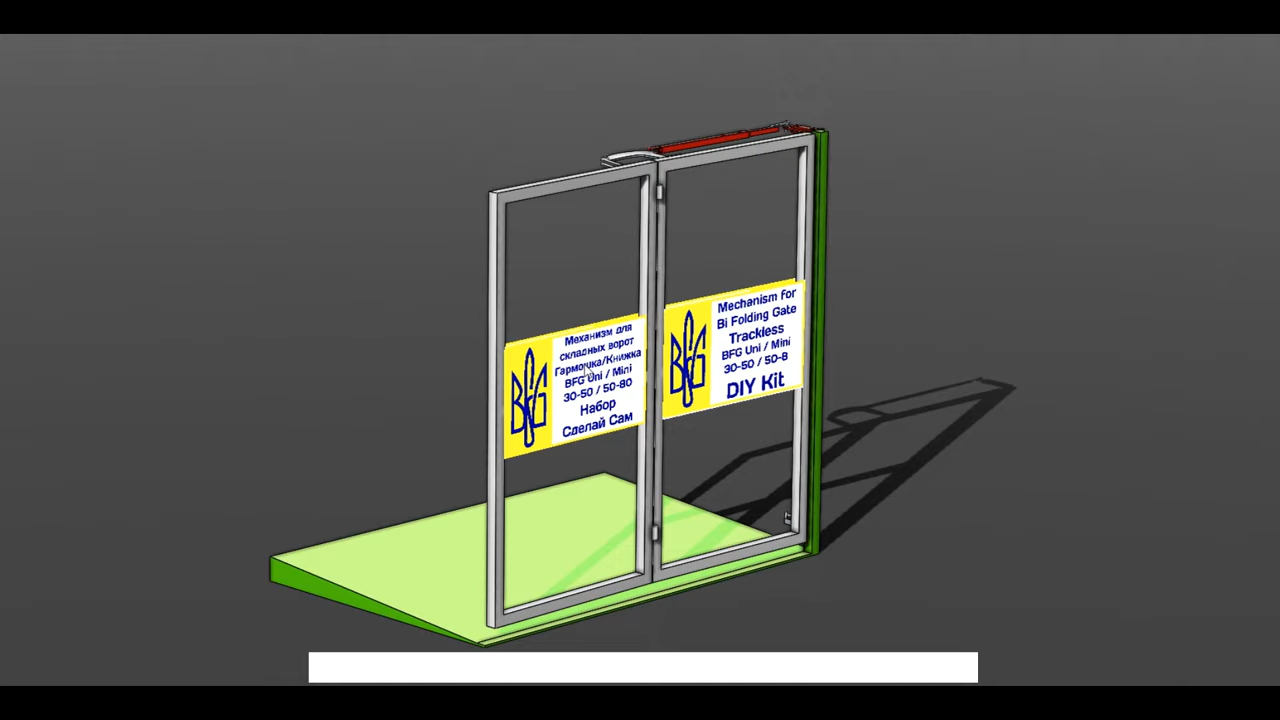 BFG
Механизм для
складных ворот
Гармошка/Книжка
BFG Uni / Mini
30-50 / 50-80
Набор
Сделай Сам
BFG
Mechanism for
Bi Folding Gate
Trackless
BFG Uni / Mini
30-50 / 50-8
DIY Kit